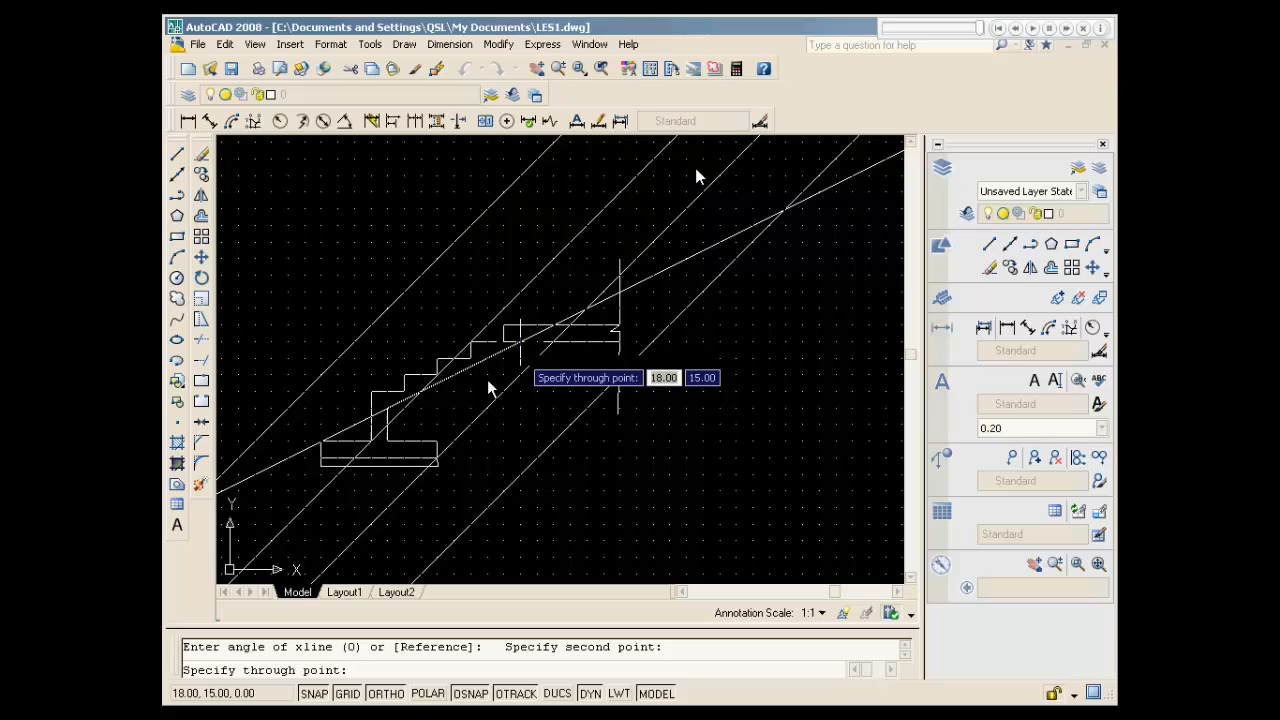 AutoCAD 2008 - [C:\Documents and Settings\QSL\My Documents\LES1.dwg]
File Edit View Insert Format Tools Draw Dimension Modify Express Window Help
Type a question for help
0
Standard
Unsaved Layer State
0
Standard
A
Standard
0.20
Standard
Standard
Specify through point: 18.00 15.00
A
Y
X
Model Layout1 Layout2
Annotation Scale: 1:1
Enter angle of xline (0) or [Reference]: Specify second point:
Specify through point:
18.00, 15.00, 0.00 SNAP GRID ORTHO POLAR OSNAP OTRACK DUCS DYN LWT MODEL